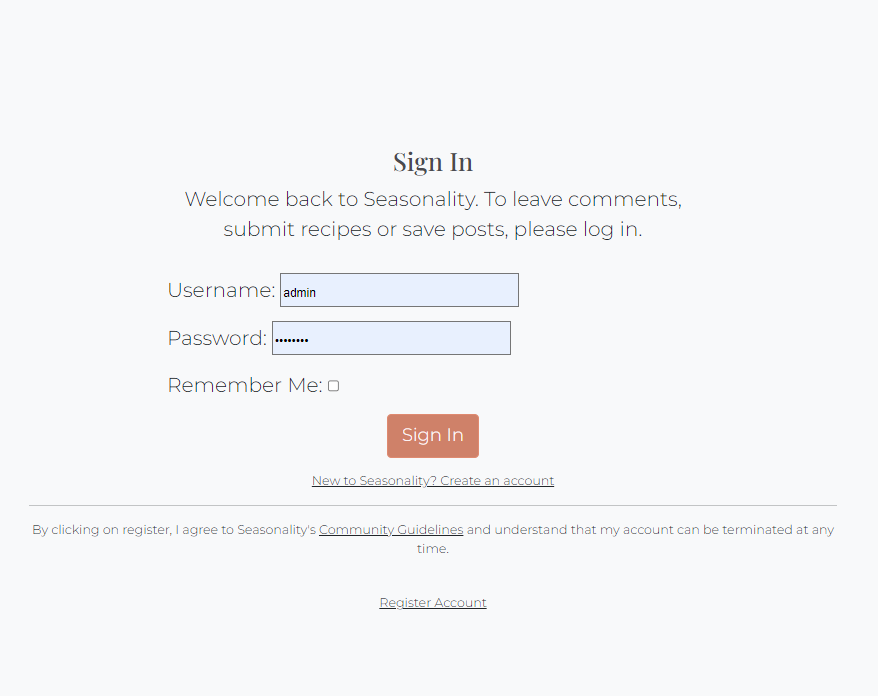 Sign In
Welcome back to Seasonality. To leave comments,
submit recipes or save posts, please log in.
Username: admin
Password: ••••••••
Remember Me:
Sign In
New to Seasonality? Create an account
By clicking on register, I agree to Seasonality's Community Guidelines and understand that my account can be terminated at any
time.
Register Account